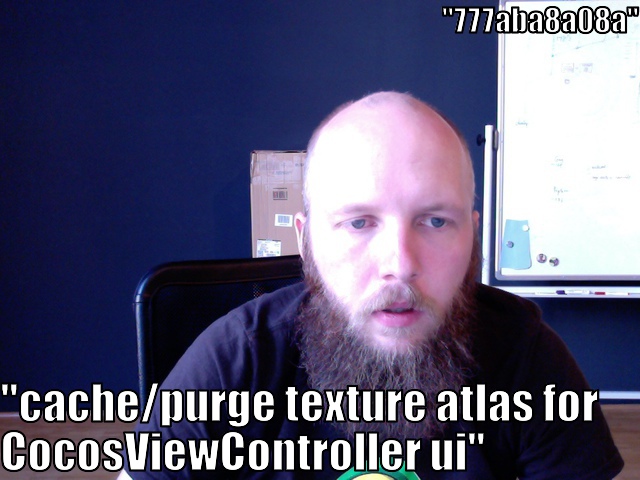 "777aba8a08a"
"cache/purge texture atlas for
CocosViewController ui"